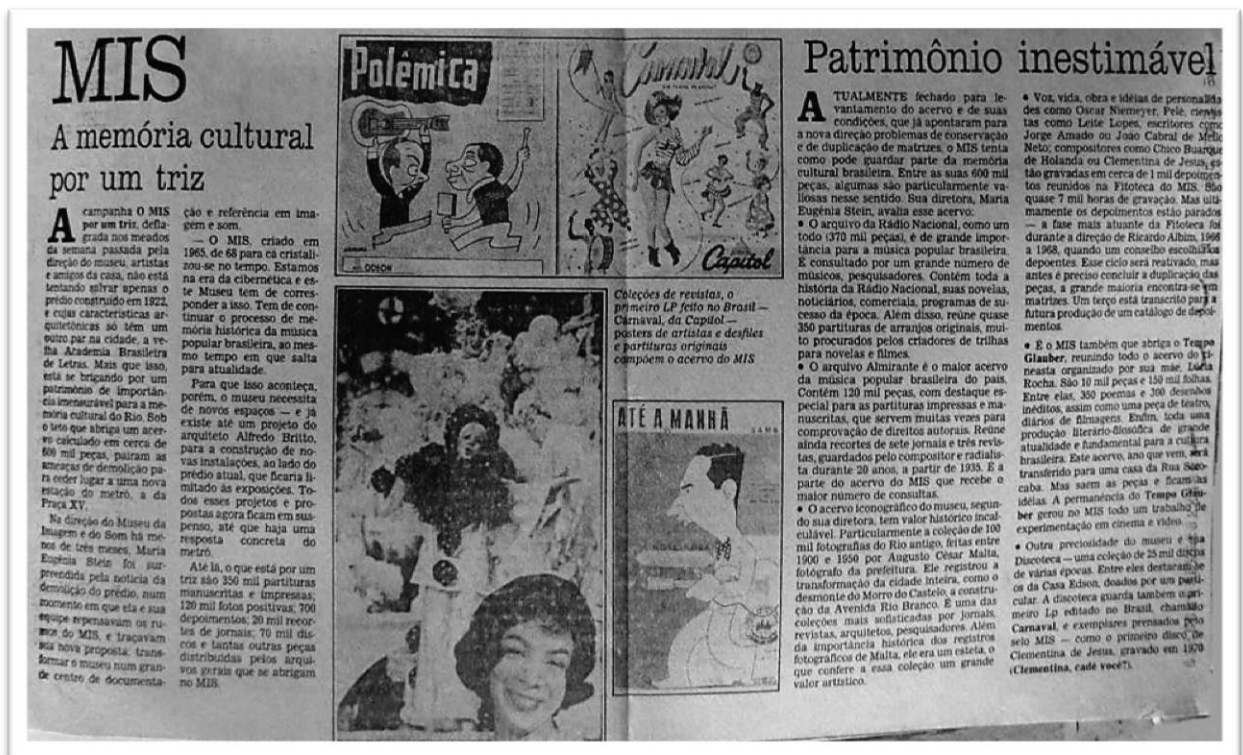 MIS
A memória cultural
por um triz
A campanha O MIS
por um triz, defla-
grada nos meados
da semana passada pela
direção do museu, artistas
e amigos da casa, não está
tentando salvar apenas o
prédio construído em 1922,
e cujas características ar-
quitetônicas só têm um
outro par na cidade, a ve-
lha Academia Brasileira
de Letras. Mais que isso,
está se brigando por um
patrimônio de importân-
cia imensurável para a me-
mória cultural do Rio. Sob
o teto que abriga um acer-
vo calculado em cerca de
600 mil peças, pairam as
ameaças de demolição pa-
ra ceder lugar a uma nova
estação do metrô, a da
Praça XV.
Na direção do Museu da
Imagem e do Som há me-
nos de três meses, Maria
Eugênia Stein foi sur-
preendida pela notícia da
demolição do prédio, num
momento em que ela e sua
equipe repensavam os ru-
mos do MIS, e traçavam
sua nova proposta: trans-
formar o museu num gran-
de centro de documenta-
ção e referência em ima-
gem e som.
— O MIS, criado em
1965, de 68 para cá cristali-
zou-se no tempo. Estamos
na era da cibernética e es-
te Museu tem de corres-
ponder a isso. Tem de con-
tinuar o processo de me-
mória histórica da música
popular brasileira, ao mes-
mo tempo em que salta
para atualidade.
Para que isso aconteça,
porém, o museu necessita
de novos espaços — e já
existe até um projeto do
arquiteto Alfredo Britto,
para a construção de no-
vas instalações, ao lado do
prédio atual, que ficaria li-
mitado às exposições. To-
dos esses projetos e pro-
postas agora ficam em sus-
penso, até que haja uma
resposta concreta do
metrô.
Até lá, o que está por um
triz são 350 mil partituras
manuscritas e impressas;
120 mil fotos positivas; 700
depoimentos; 20 mil recor-
tes de jornais; 70 mil dis-
cos e tantas outras peças
distribuídas pelos arqui-
vos gerais que se abrigam
no MIS.
A
Polêmica
ODEON
Carnaval
Capitol
Coleções de revistas, o
primeiro LP feito no Brasil —
Carnaval, da Capitol —
posters de artistas e desfiles
e partituras originais
compõem o acervo do MIS
ATÉ A MANHÃ
SAMBA
Patrimônio inestimável
ATUALMENTE fechado para le-
vantamento do acervo e de suas
condições, que já apontaram para
a nova direção problemas de conservação
e de duplicação de matrizes, o MIS tenta
como pode guardar parte da memória
cultural brasileira. Entre as suas 600 mil
peças, algumas são particularmente va-
liosas nesse sentido. Sua diretora, Maria
Eugênia Stein, avalia esse acervo:
● O arquivo da Rádio Nacional, como um
todo (370 mil peças), é de grande impor-
tância para a música popular brasileira.
É consultado por um grande número de
músicos, pesquisadores. Contém toda a
história da Rádio Nacional, suas novelas,
noticiários, comerciais, programas de su-
cesso da época. Além disso, reúne quase
350 partituras de arranjos originais, mui-
to procurados pelos criadores de trilhas
para novelas e filmes.
● O arquivo Almirante é o maior acervo
da música popular brasileira do país.
Contém 120 mil peças, com destaque es-
pecial para as partituras impressas e ma-
nuscritas, que servem muitas vezes para
comprovação de direitos autorais. Reúne
ainda recortes de sete jornais e três revis-
tas, guardados pelo compositor e radialis-
ta durante 20 anos, a partir de 1935. É a
parte do acervo do MIS que recebe o
maior número de consultas.
● O acervo iconográfico do museu, segun-
do sua diretora, tem valor histórico incal-
culável. Particularmente a coleção de 100
mil fotografias do Rio antigo, feitas entre
1900 e 1950 por Augusto César Malta,
fotógrafo da prefeitura. Ele registrou a
transformação da cidade inteira, como o
desmonte do Morro do Castelo, a constru-
ção da Avenida Rio Branco. É uma das
coleções mais sofisticadas por jornais,
revistas, arquitetos, pesquisadores. Além
da importância histórica dos registros
fotográficos de Malta, ele era um esteta, o
que confere a essa coleção um grande
valor artístico.
● Voz, vida, obra e idéias de personalida-
des como Oscar Niemeyer, Pelé, cientis-
tas como Leite Lopes, escritores como
Jorge Amado ou João Cabral de Melo
Neto; compositores como Chico Buarque
de Holanda ou Clementina de Jesus, es-
tão gravadas em cerca de 1 mil depoimen-
tos reunidos na Fitoteca do MIS. São
quase 7 mil horas de gravação. Mas ulti-
mamente os depoimentos estão parados
— a fase mais atuante da Fitoteca foi
durante a direção de Ricardo Albim, 1966
a 1968, quando um conselho escolhia os
depoentes. Esse ciclo será reativado, mas
antes é preciso concluir a duplicação das
peças, a grande maioria encontra-se em
matrizes. Um terço está transcrito para a
futura produção de um catálogo de depoi-
mentos.
● É o MIS também que abriga o Tempo
Glauber, reunindo todo o acervo do ci-
neasta organizado por sua mãe, Lúcia
Rocha. São 10 mil peças e 150 mil folhas.
Entre elas, 350 poemas e 300 desenhos
inéditos, assim como uma peça de teatro,
diários de filmagens. Enfim, toda uma
produção literário-filosófica de grande
atualidade e fundamental para a cultura
brasileira. Este acervo, ano que vem, será
transferido para uma casa da Rua Soro-
caba. Mas saem as peças e ficam as
idéias. A permanência do Tempo Glau-
ber gerou no MIS todo um trabalho de
experimentação em cinema e vídeo.
● Outra preciosidade do museu é sua
Discoteca — uma coleção de 25 mil discos
de várias épocas. Entre eles destacam-se
os da Casa Edson, doados por um parti-
cular. A discoteca guarda também o pri-
meiro Lp editado no Brasil, chamado
Carnaval, e exemplares prensados pelo
selo MIS — como o primeiro disco de
Clementina de Jesus, gravado em 1970
(Clementina, cadê você?).